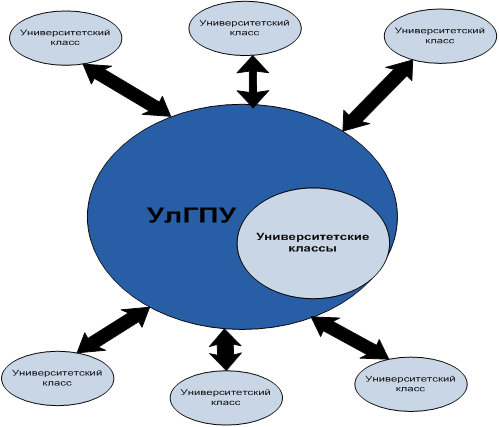 Университетский
класс
Университетский
класс
Университетский
класс
УлГПУ
Университетские
классы
Университетский
класс
Университетский
класс
Университетский
класс